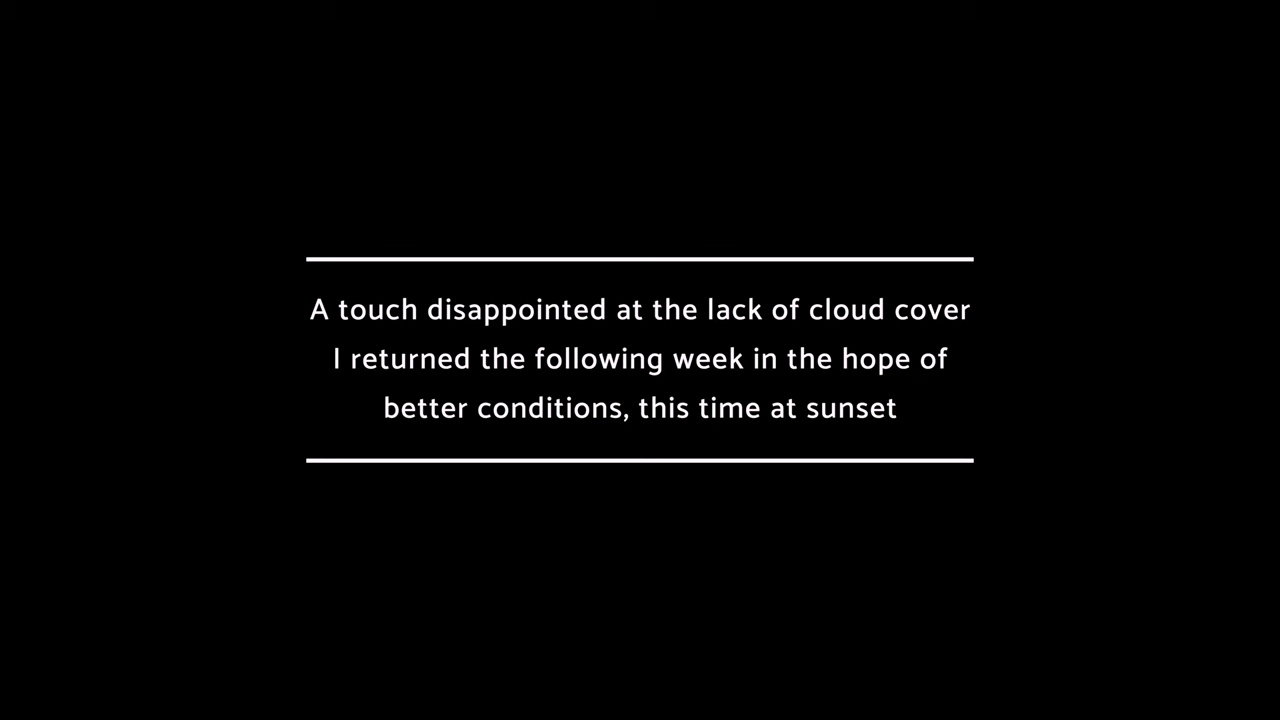 A touch disappointed at the lack of cloud cover
I returned the following week in the hope of
better conditions, this time at sunset